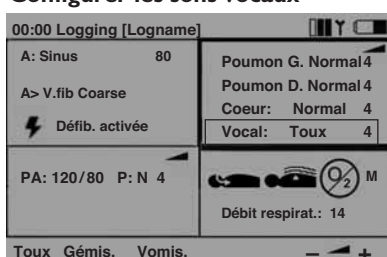 Configurer les sons vocaux
00:00 Logging [Logname]
A: Sinus 80
A> V.fib Coarse
Défib. activée
Poumon G. Normal 4
Poumon D. Normal 4
Coeur: Normal 4
Vocal: Toux 4
PA: 120/80 P: N 4
O2 M
Débit respirat.: 14
Toux Gémis. Vomis. – +